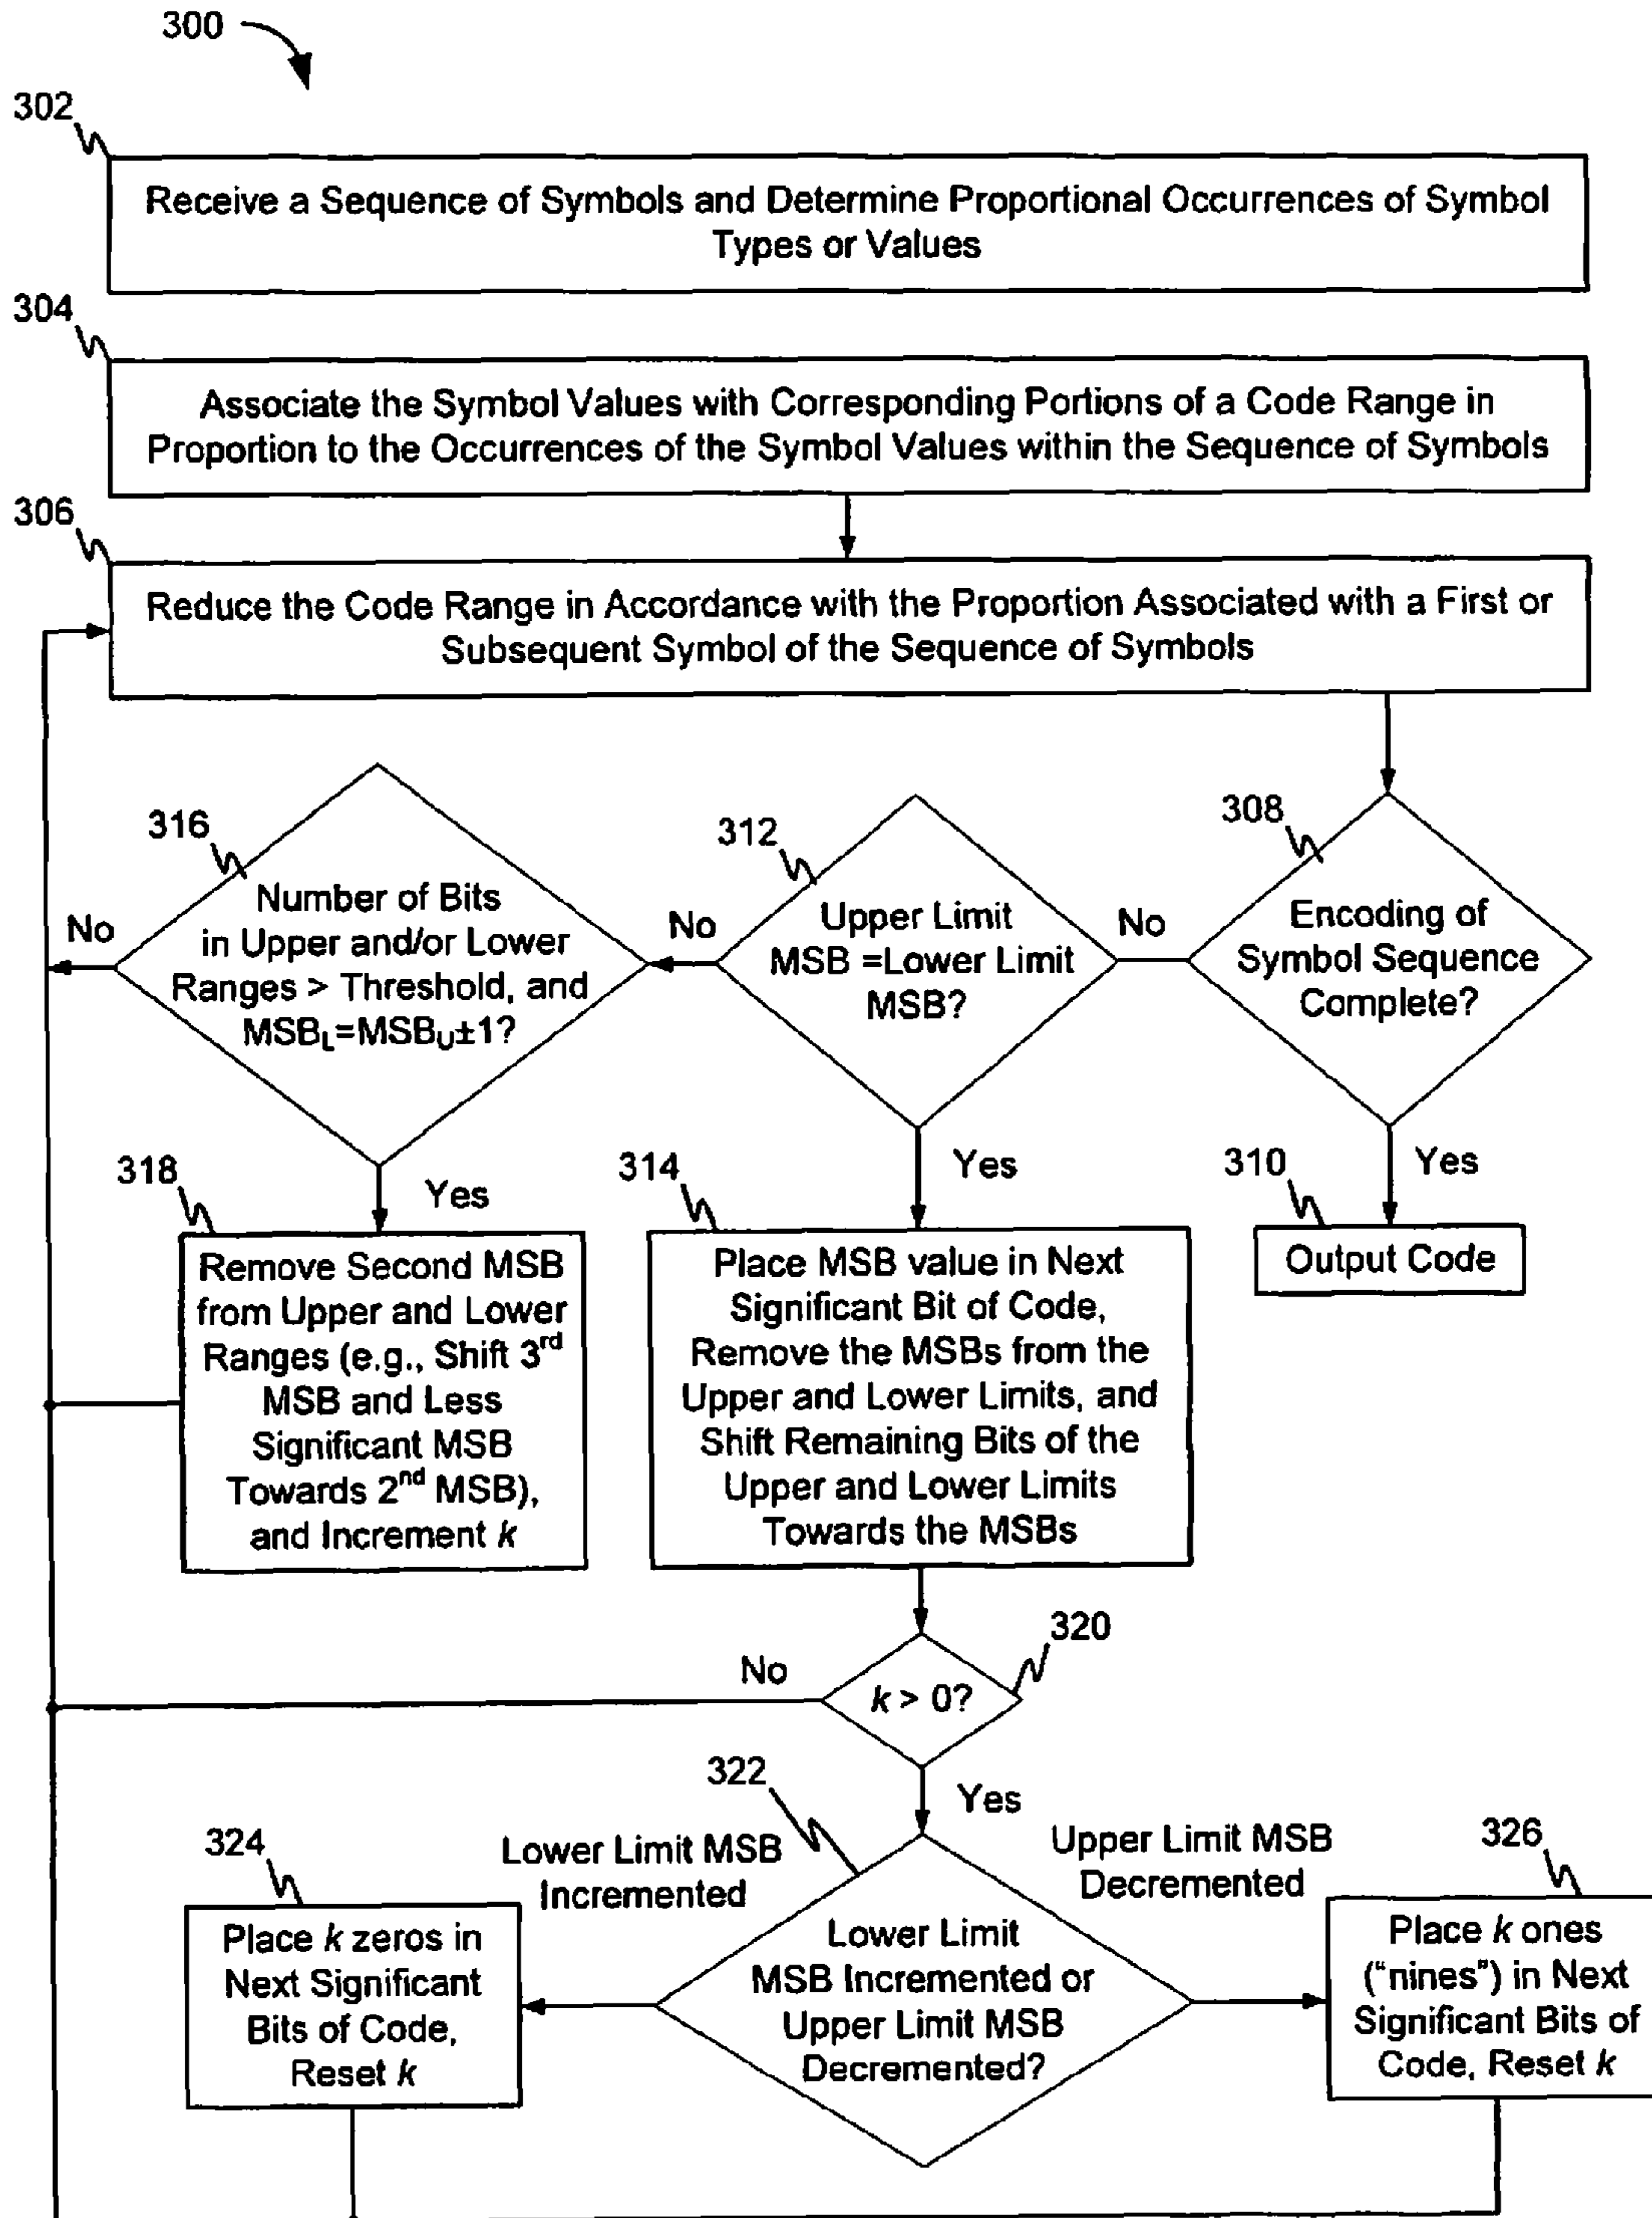 300
302
Receive a Sequence of Symbols and Determine Proportional Occurrences of Symbol
Types or Values
304
Associate the Symbol Values with Corresponding Portions of a Code Range in
Proportion to the Occurrences of the Symbol Values within the Sequence of Symbols
306
Reduce the Code Range in Accordance with the Proportion Associated with a First or
Subsequent Symbol of the Sequence of Symbols
316
Number of Bits
in Upper and/or Lower
Ranges > Threshold, and
MSB_L=MSB_U±1?
No
No
312
Upper Limit
MSB =Lower Limit
MSB?
No
308
Encoding of
Symbol Sequence
Complete?
318
Yes
Remove Second MSB
from Upper and Lower
Ranges (e.g., Shift 3rd
MSB and Less
Significant MSB
Towards 2nd MSB),
and Increment k
314
Yes
Place MSB value in Next
Significant Bit of Code,
Remove the MSBs from the
Upper and Lower Limits, and
Shift Remaining Bits of the
Upper and Lower Limits
Towards the MSBs
310
Yes
Output Code
320
No
k > 0?
322
Yes
324
Lower Limit MSB
Incremented
Upper Limit MSB
Decremented
326
Place k zeros in
Next Significant
Bits of Code,
Reset k
Lower Limit
MSB Incremented or
Upper Limit MSB
Decremented?
Place k ones
("nines") in Next
Significant Bits of
Code, Reset k